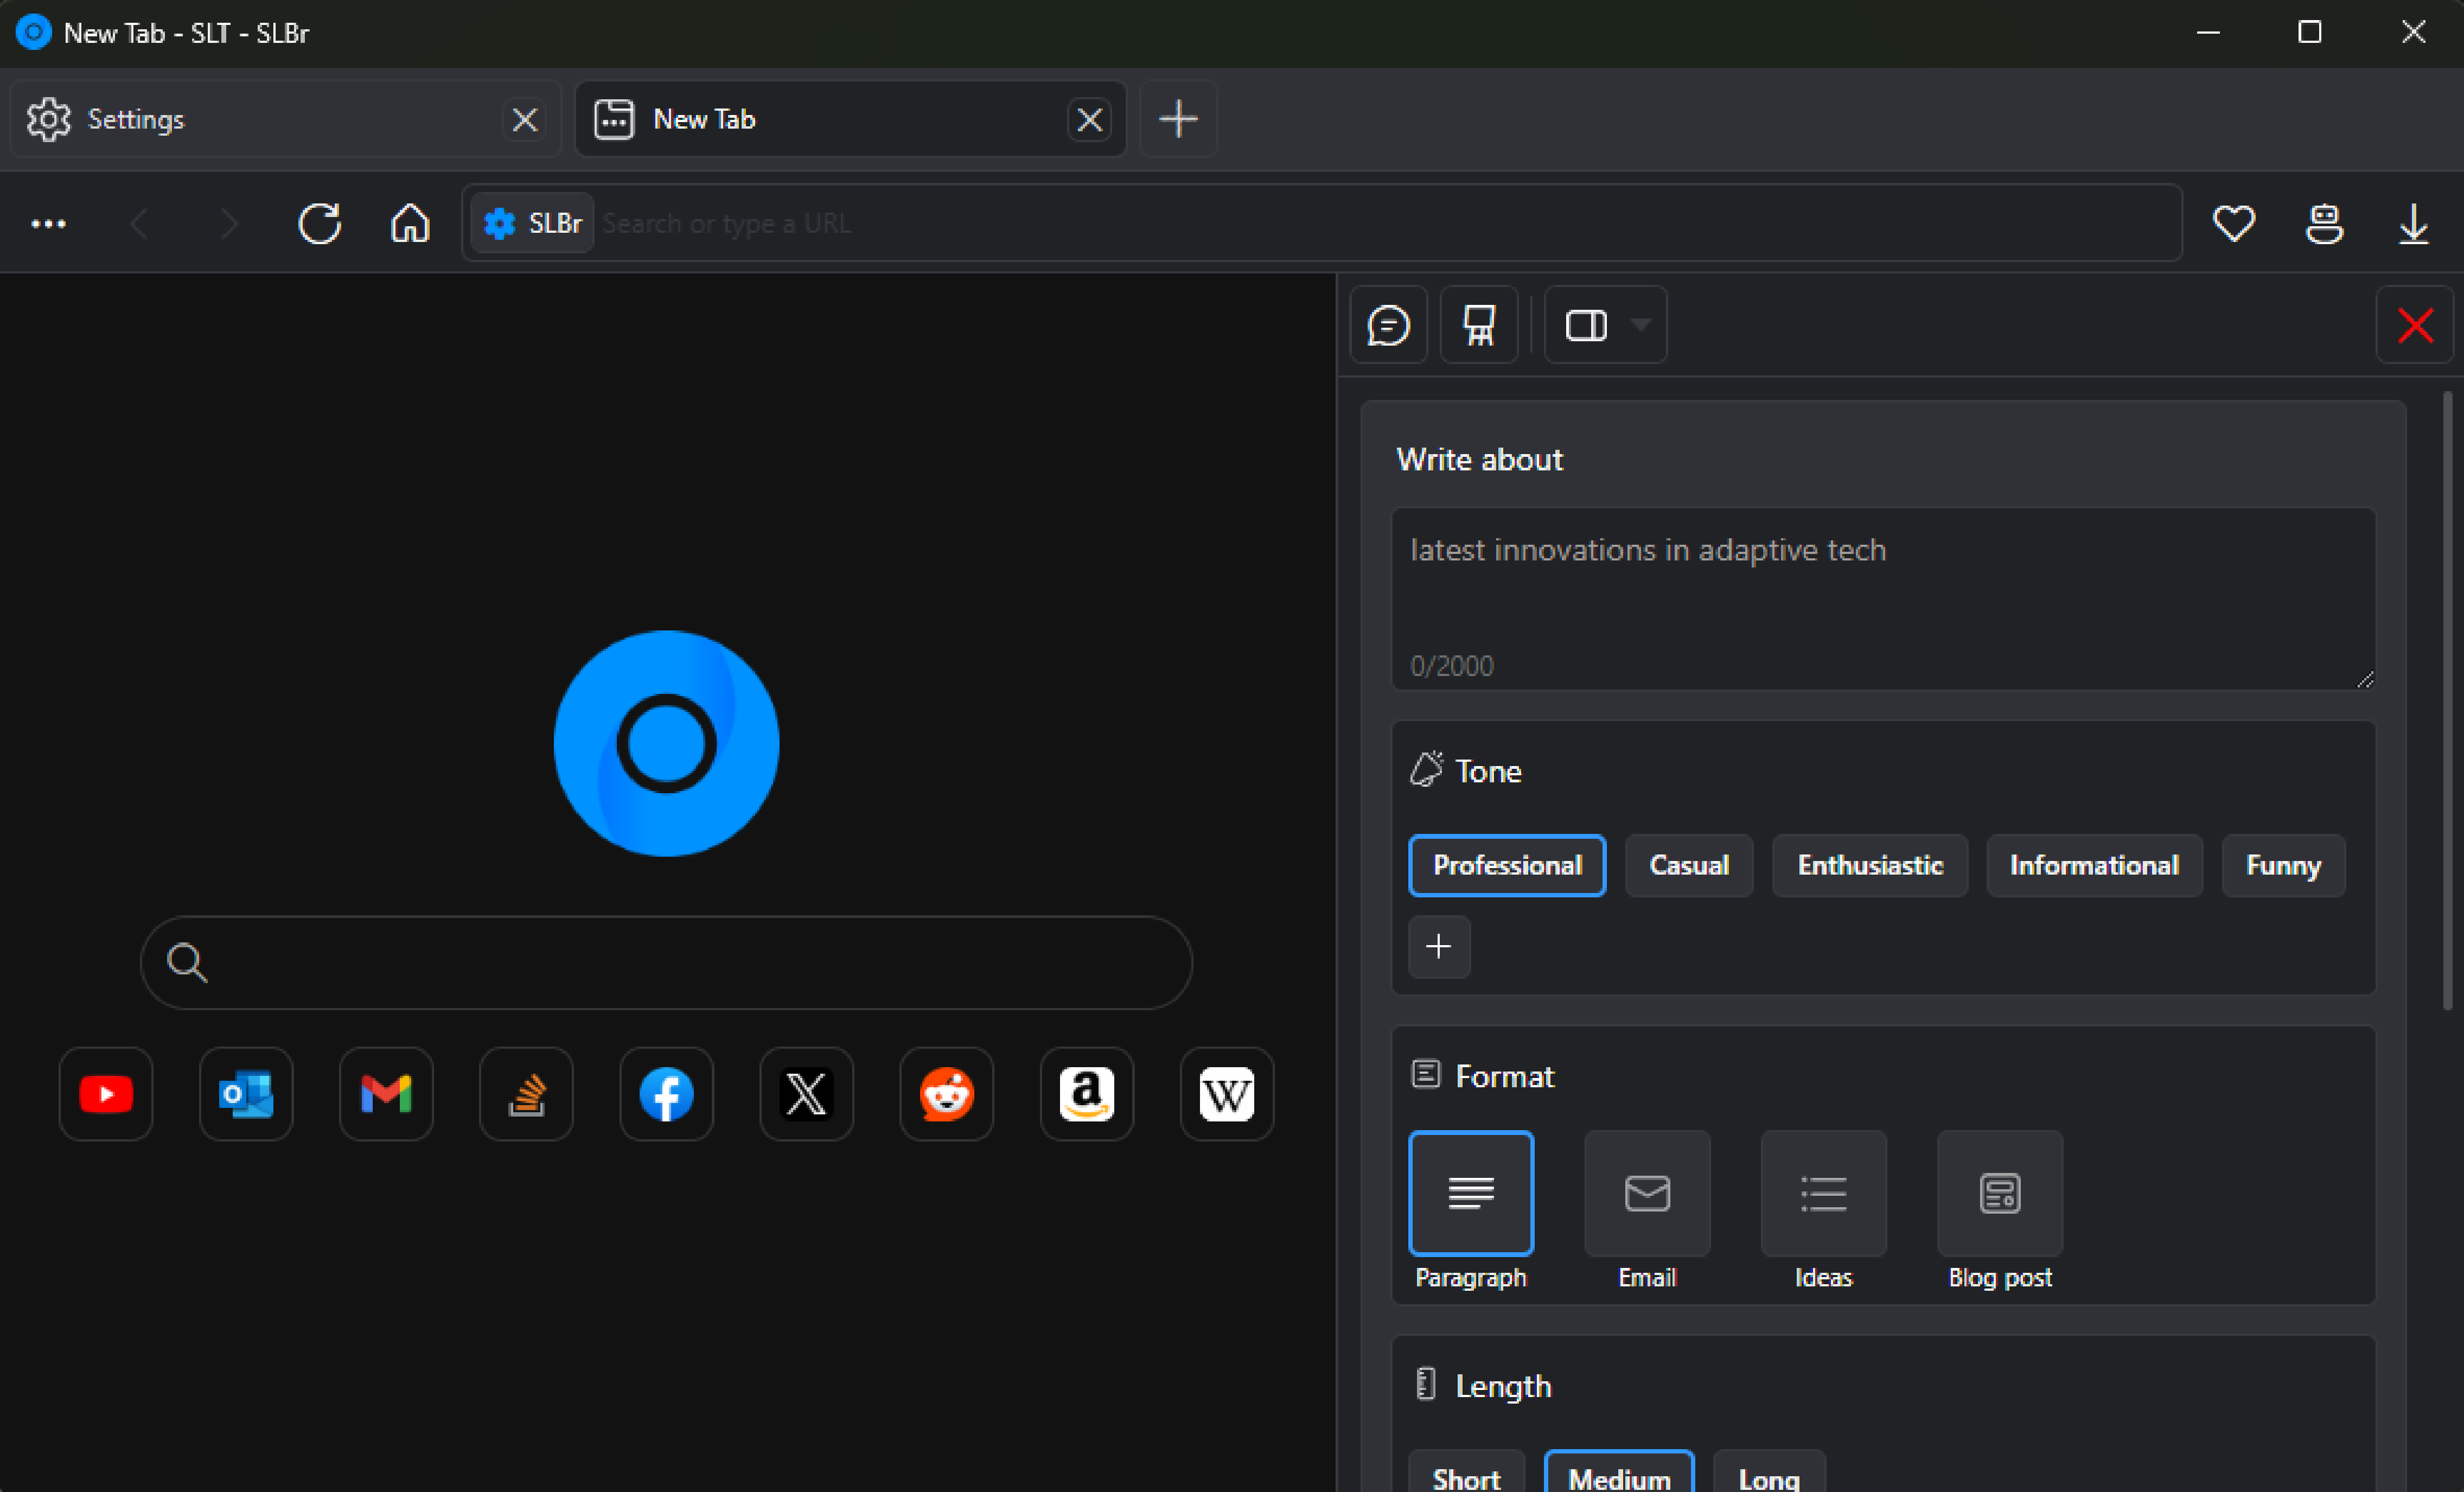 New Tab - SLT - SLBr
Settings
New Tab
SLBr Search or type a URL
Write about
latest innovations in adaptive tech
0/2000
Tone
Professional Casual Enthusiastic Informational Funny
Format
Paragraph Email Ideas Blog post
Length
Short Medium Long